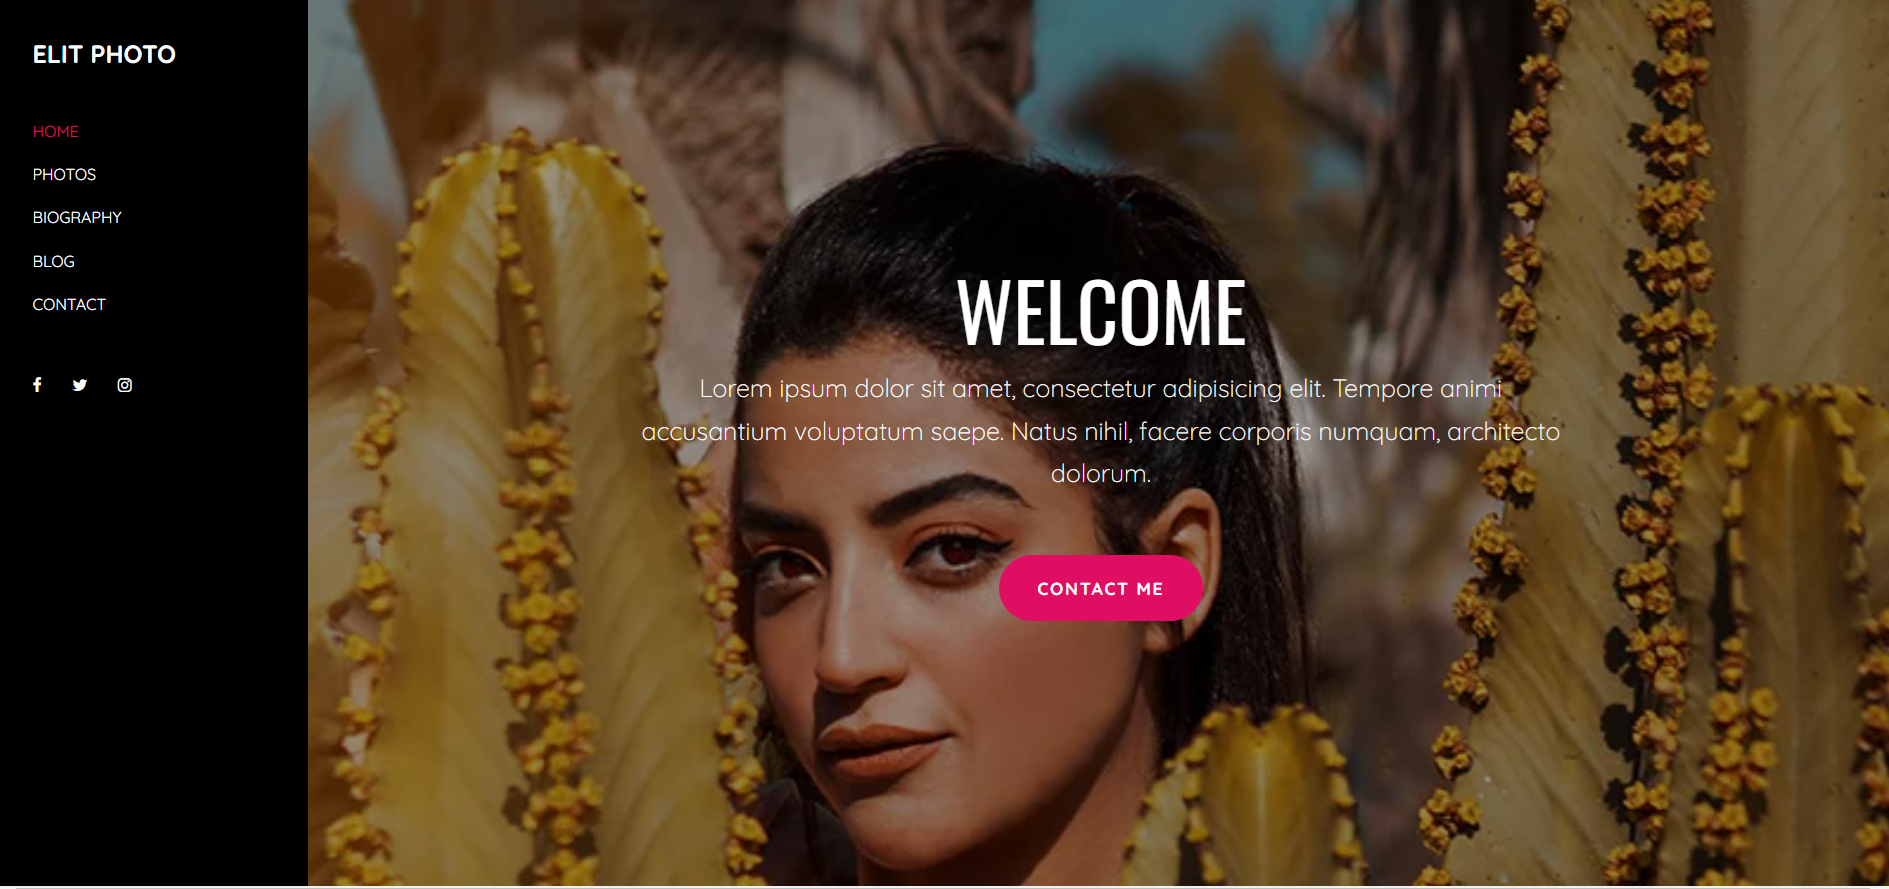 ELIT PHOTO
HOME
PHOTOS
BIOGRAPHY
BLOG
CONTACT
WELCOME
Lorem ipsum dolor sit amet, consectetur adipisicing elit. Tempore animi
accusantium voluptatum saepe. Natus nihil, facere corporis numquam, architecto
dolorum.
CONTACT ME